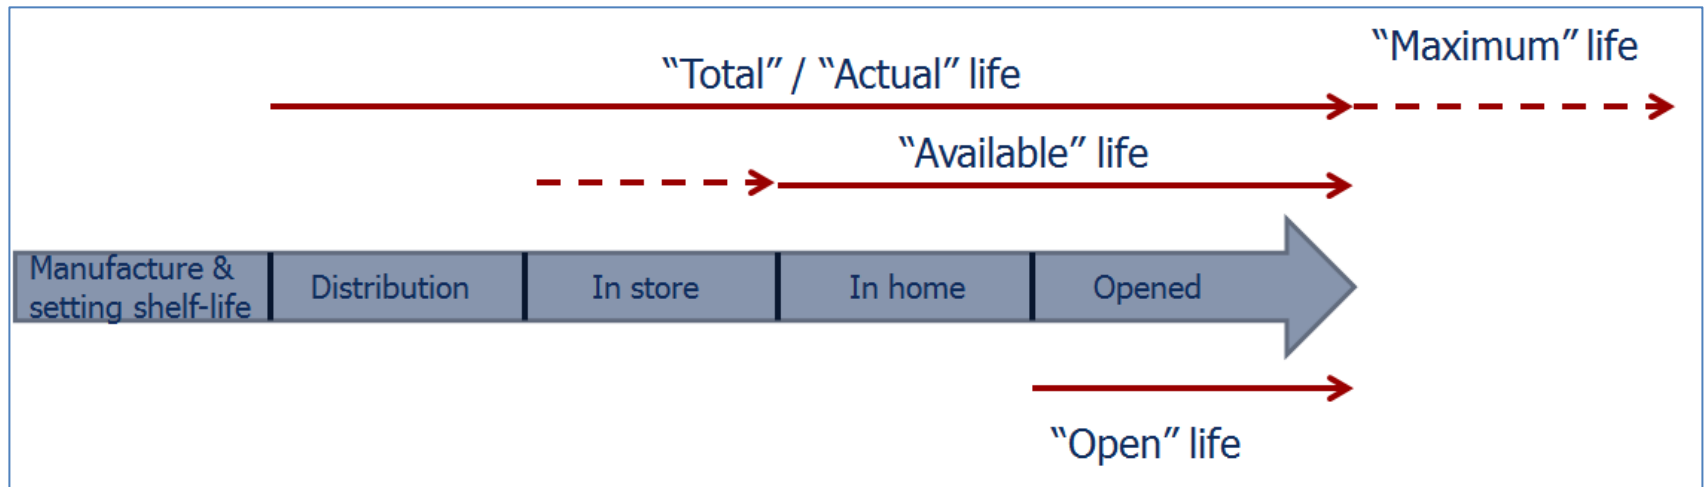 “Maximum” life
“Total” / “Actual” life
“Available” life
Manufacture &
setting shelf-life
Distribution
In store
In home
Opened
“Open” life